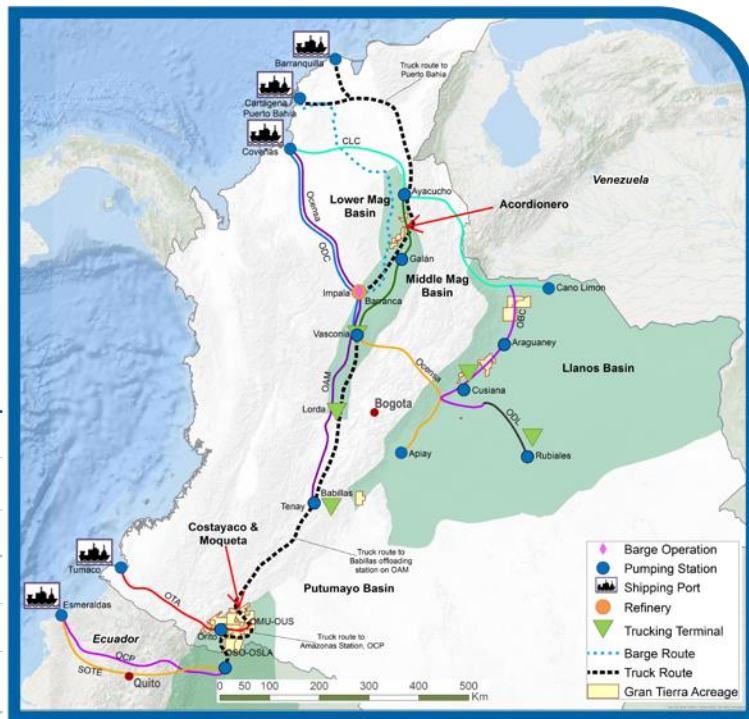 Barranquilla
Truck route to
Puerto Bahia
Cartagena
Puerto Bahía
Coveñas
CLC
Venezuela
Ayacucho
Lower Mag
Basin
Acordionero
Ocensa
ODC
Galán
Middle Mag
Basin
Impala
Barranca
Cano Limon
OBC
Vasconia
Araguaney
Ocensa
Llanos Basin
OAM
Cusiana
Lorda
Bogota
ODL
Apiay
Rubiales
Babillas
Tenay
Costayaco &
Moqueta
Truck route to
Babillas offloading
station on OAM
Tumaco
Putumayo Basin
OTA
Esmeraldas
OMU-OUS
Orito
Ecuador
Truck route to
Amazonas Station, OCP
OSO-OSLA
OCP
SOTE
Quito
0 50 100 200 300 400 500
Km
Barge Operation
Pumping Station
Shipping Port
Refinery
Trucking Terminal
Barge Route
Truck Route
Gran Tierra Acreage